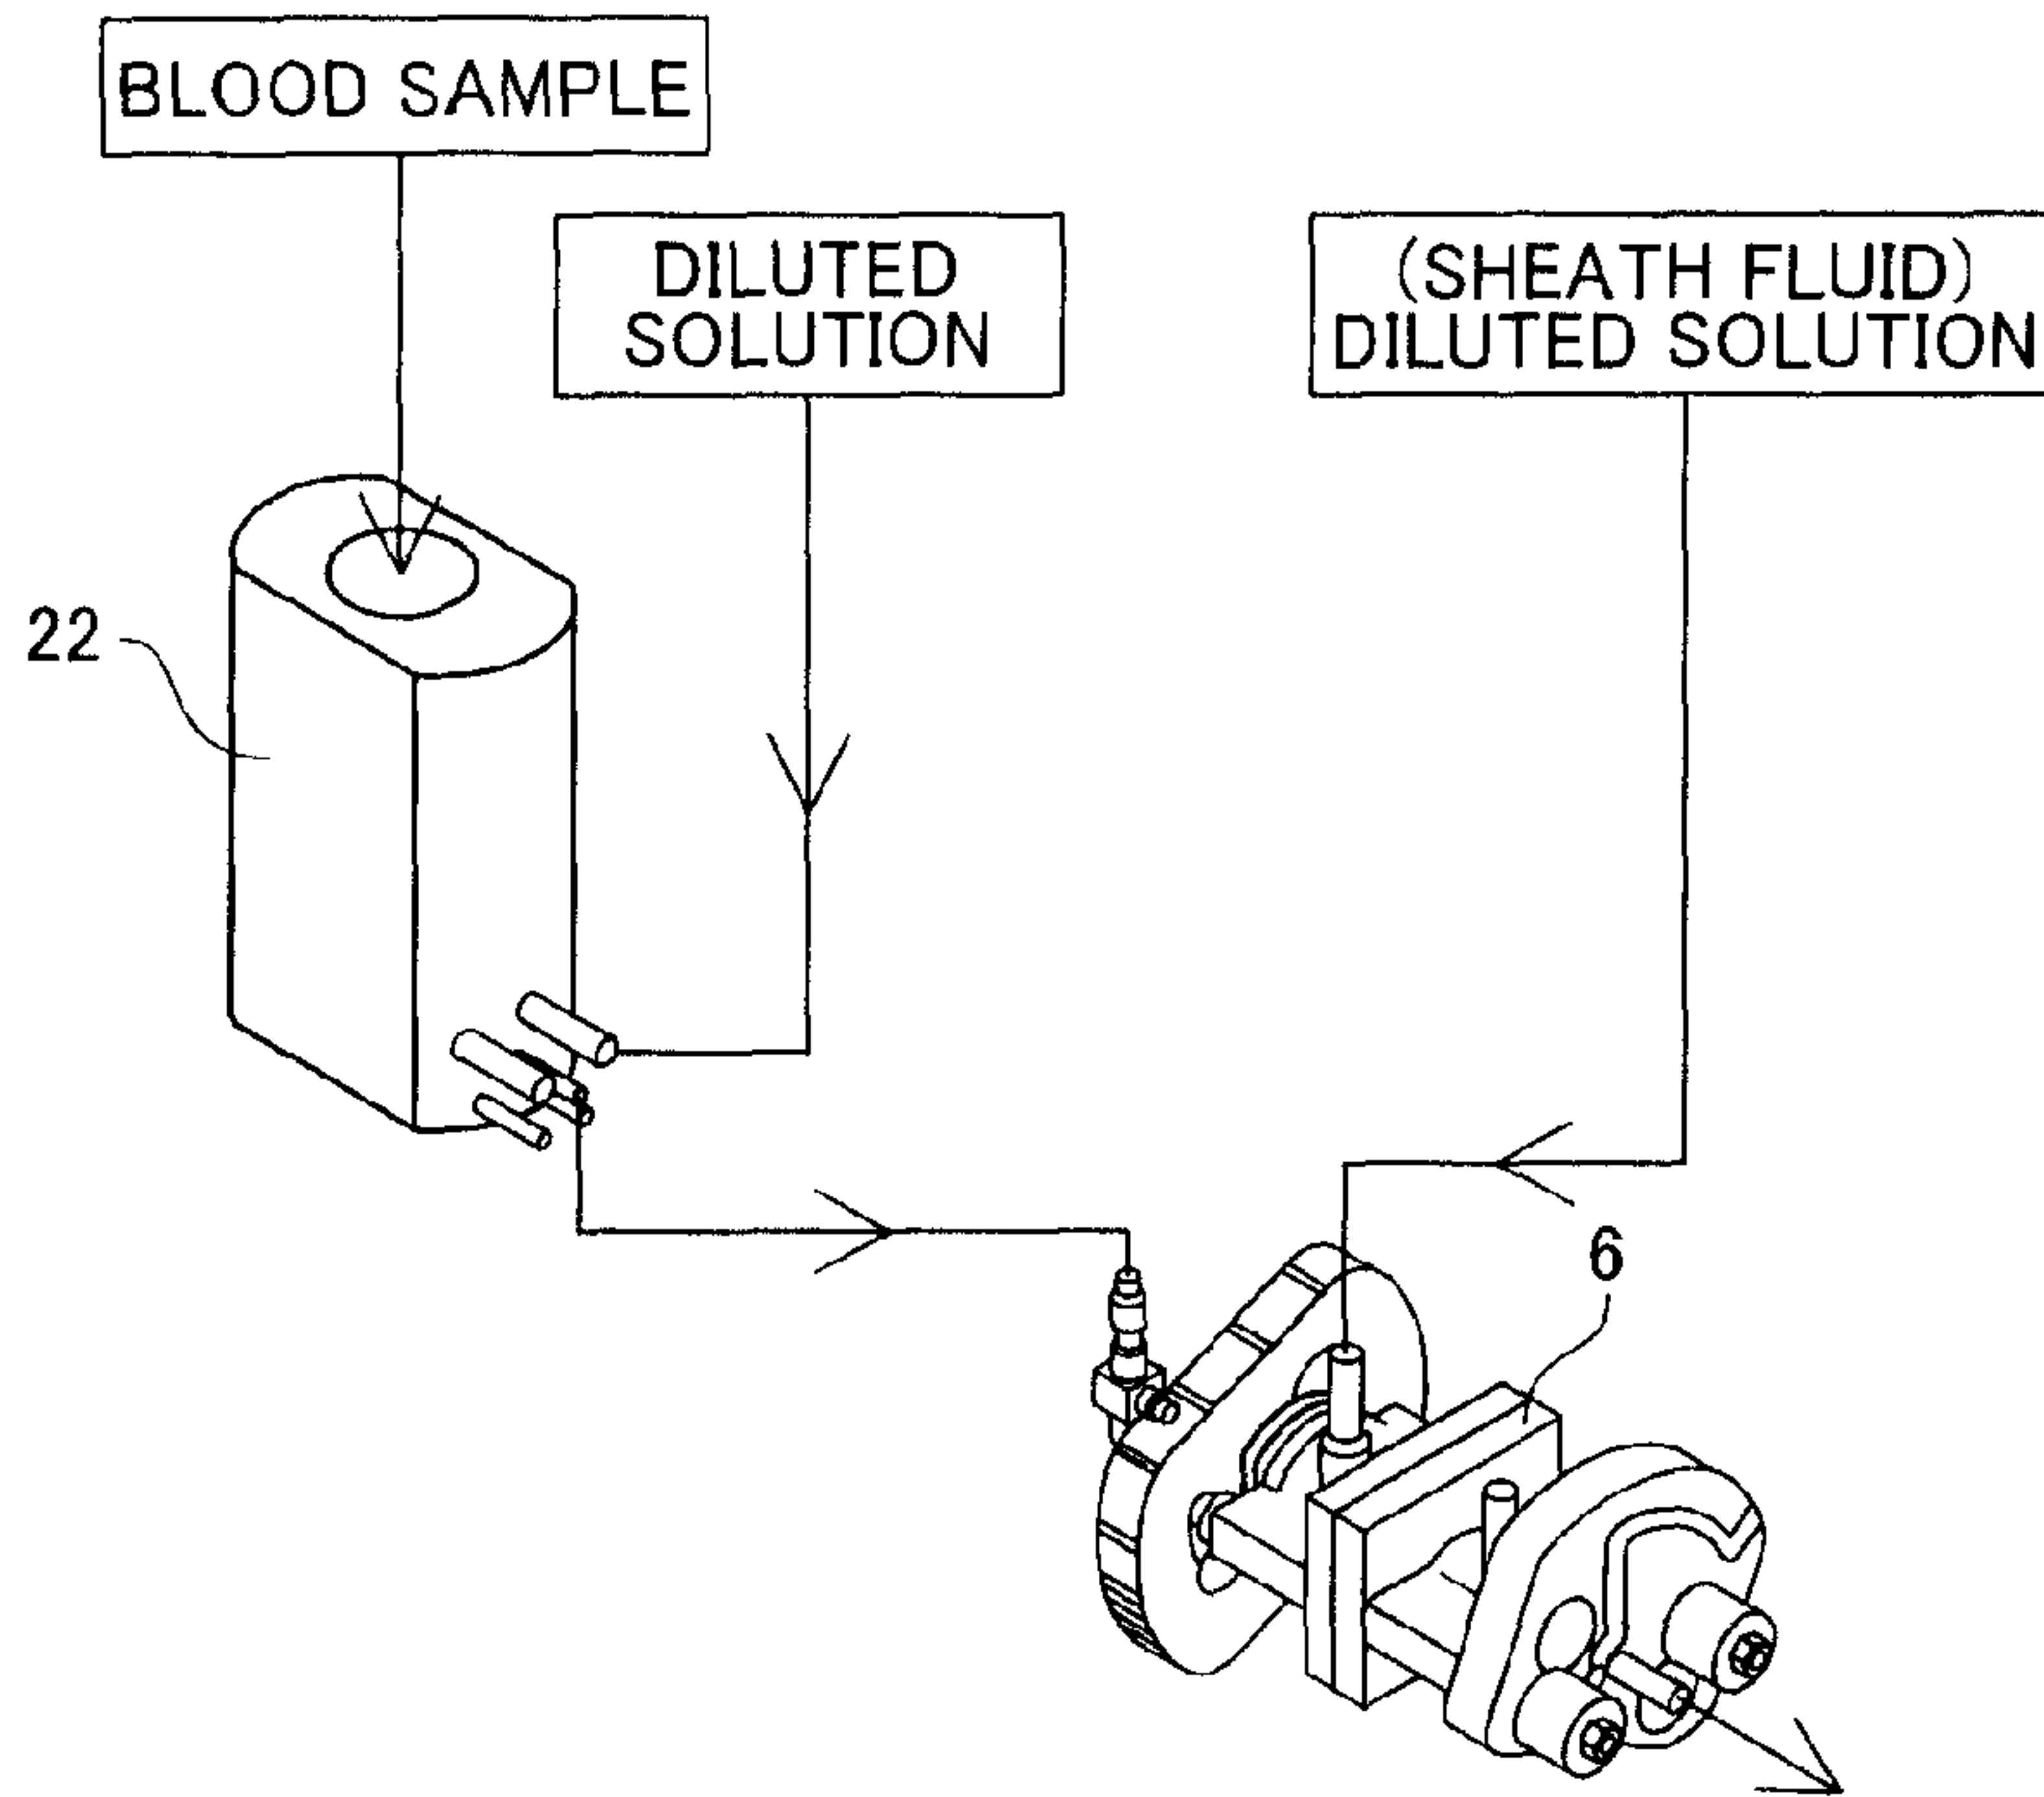 BLOOD SAMPLE
DILUTED
SOLUTION
(SHEATH FLUID)
DILUTED SOLUTION
22
6